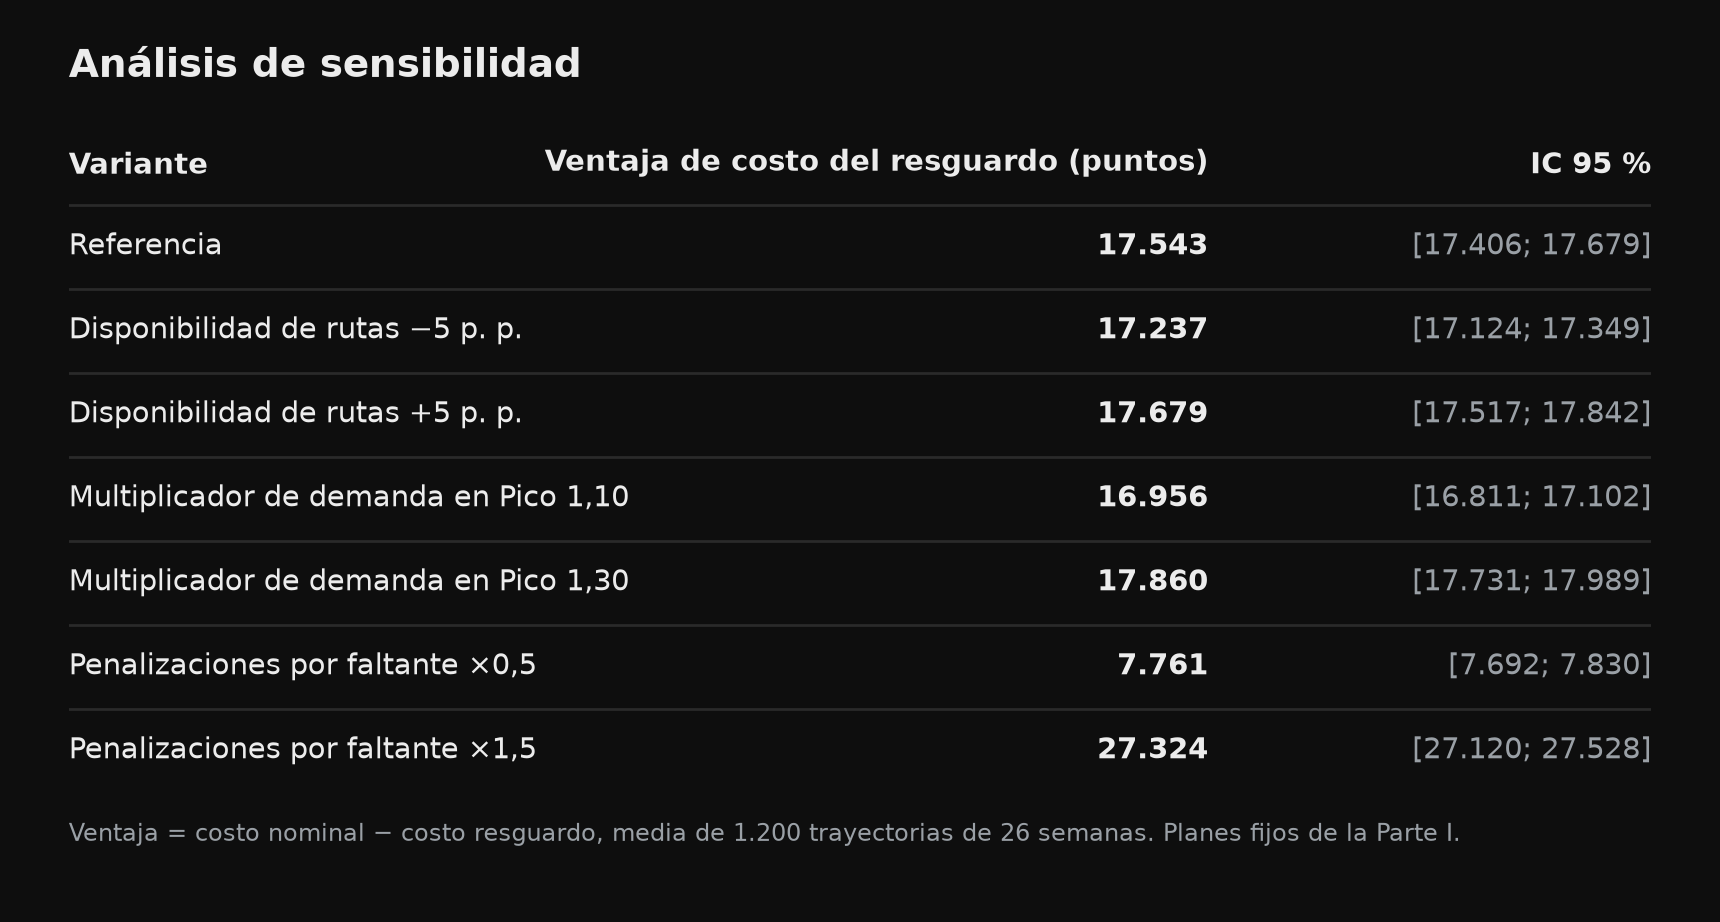 Análisis de sensibilidad
Variante Ventaja de costo del resguardo (puntos) IC 95 %
Referencia 17.543 [17.406; 17.679]
Disponibilidad de rutas −5 p. p. 17.237 [17.124; 17.349]
Disponibilidad de rutas +5 p. p. 17.679 [17.517; 17.842]
Multiplicador de demanda en Pico 1,10 16.956 [16.811; 17.102]
Multiplicador de demanda en Pico 1,30 17.860 [17.731; 17.989]
Penalizaciones por faltante ×0,5 7.761 [7.692; 7.830]
Penalizaciones por faltante ×1,5 27.324 [27.120; 27.528]
Ventaja = costo nominal − costo resguardo, media de 1.200 trayectorias de 26 semanas. Planes fijos de la Parte I.